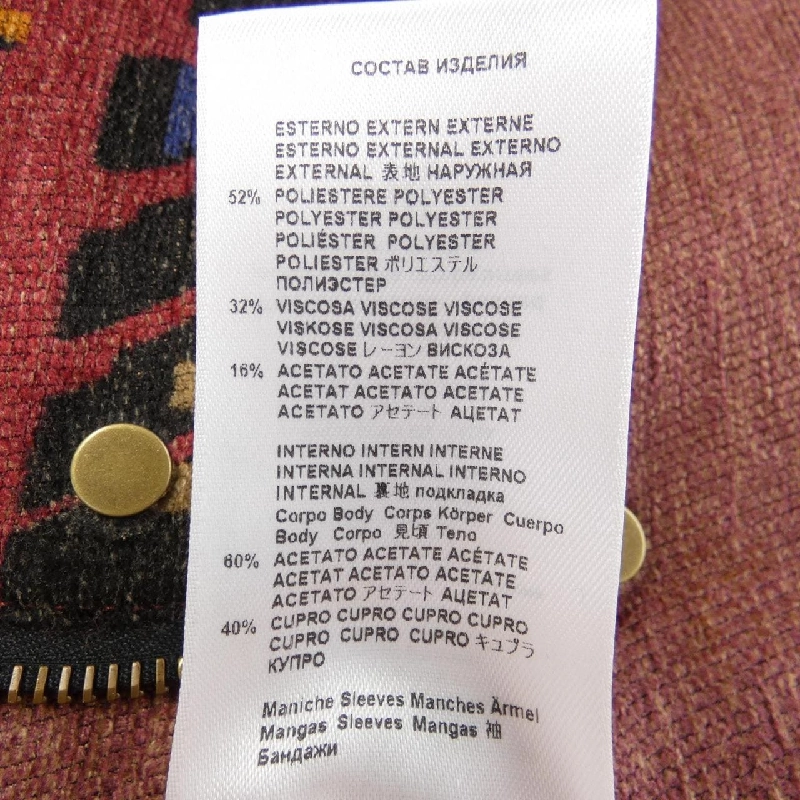 СОСТАВ ИЗДЕЛИЯ
ESTERNO EXTERN EXTERNE
ESTERNO EXTERNAL EXTERNO
EXTERNAL 表地 НАРУЖНАЯ
52% POLIESTERE POLYESTER
POLYESTER POLYESTER
POLIÉSTER POLYESTER
POLIESTER ポリエステル
ПОЛИЭСТЕР
32% VISCOSA VISCOSE VISCOSE
VISKOSE VISCOSA VISCOSE
VISCOSE レーヨン ВИСКОЗА
16% ACETATO ACETATE ACÉTATE
ACETAT ACETATO ACETATE
ACETATO アセテート АЦЕТАТ
INTERNO INTERN INTERNE
INTERNA INTERNAL INTERNO
INTERNAL 裏地 подкладка
Corpo Body Corps Körper Cuerpo
Body Corpo 見頃 Тело
60% ACETATO ACETATE ACÉTATE
ACETAT ACETATO ACETATE
ACETATO アセテート АЦЕТАТ
40% CUPRO CUPRO CUPRO CUPRO
CUPRO CUPRO CUPRO キュプラ
КУПРО
Maniche Sleeves Manches Ärmel
Mangas Sleeves Mangas 袖
Бандажи